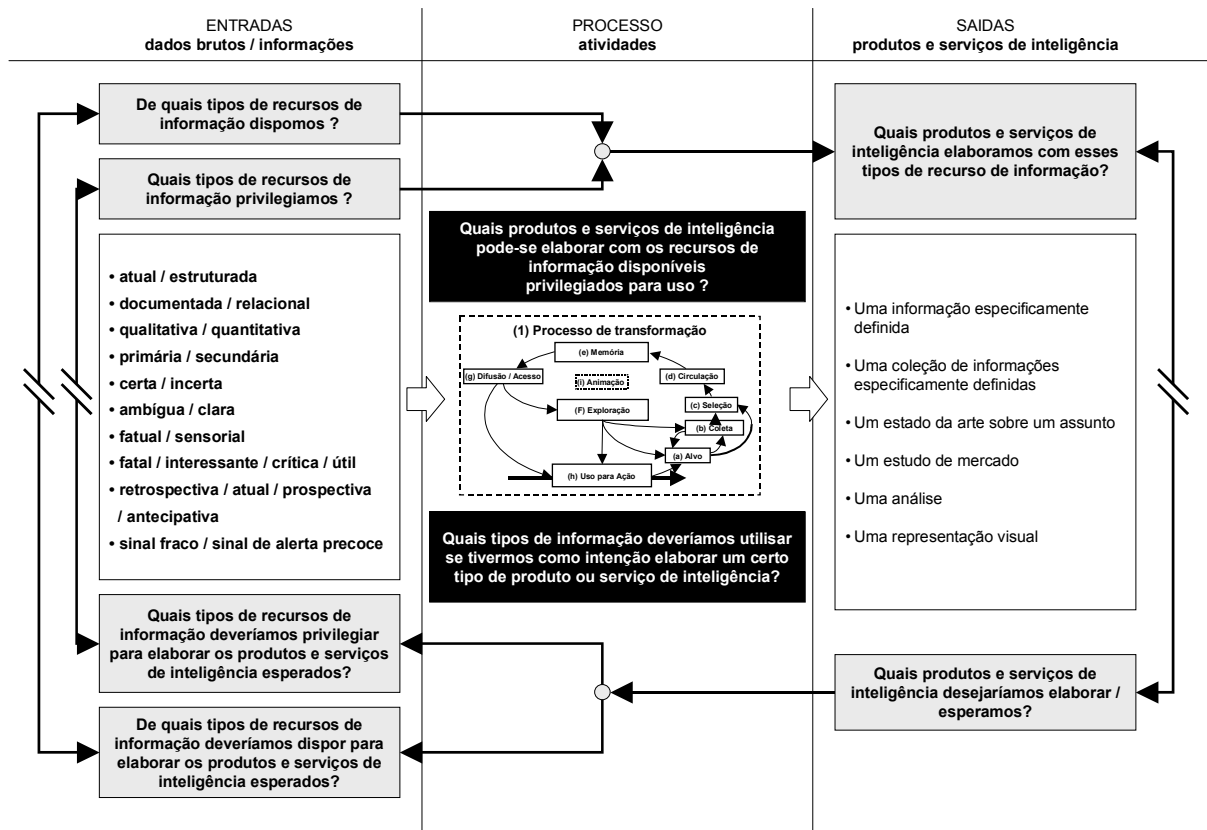 ENTRADAS
dados brutos / informações
PROCESSO
atividades
SAIDAS
produtos e serviços de inteligência
De quais tipos de recursos de
informação dispomos ?
Quais tipos de recursos de
informação privilegiamos ?
• atual / estruturada
• documentada / relacional
• qualitativa / quantitativa
• primária / secundária
• certa / incerta
• ambígua / clara
• fatual / sensorial
• fatal / interessante / crítica / útil
• retrospectiva / atual / prospectiva
/ antecipativa
• sinal fraco / sinal de alerta precoce
Quais tipos de recursos de
informação deveríamos privilegiar
para elaborar os produtos e serviços
de inteligência esperados?
De quais tipos de recursos de
informação deveríamos dispor para
elaborar os produtos e serviços de
inteligência esperados?
Quais produtos e serviços de inteligência
pode-se elaborar com os recursos de
informação disponíveis
privilegiados para uso ?
(1) Processo de transformação
(e) Memória
(g) Difusão / Acesso
(i) Animação
(d) Circulação
(c) Seleção
(F) Exploração
(b) Coleta
(a) Alvo
(h) Uso para Ação
Quais tipos de informação deveríamos utilisar
se tivermos como intenção elaborar um certo
tipo de produto ou serviço de inteligência?
Quais produtos e serviços de
inteligência elaboramos com esses
tipos de recurso de informação?
• Uma informação especificamente
definida
• Uma coleção de informações
especificamente definidas
• Um estado da arte sobre um assunto
• Um estudo de mercado
• Uma análise
• Uma representação visual
Quais produtos e serviços de
inteligência desejaríamos elaborar /
esperamos?